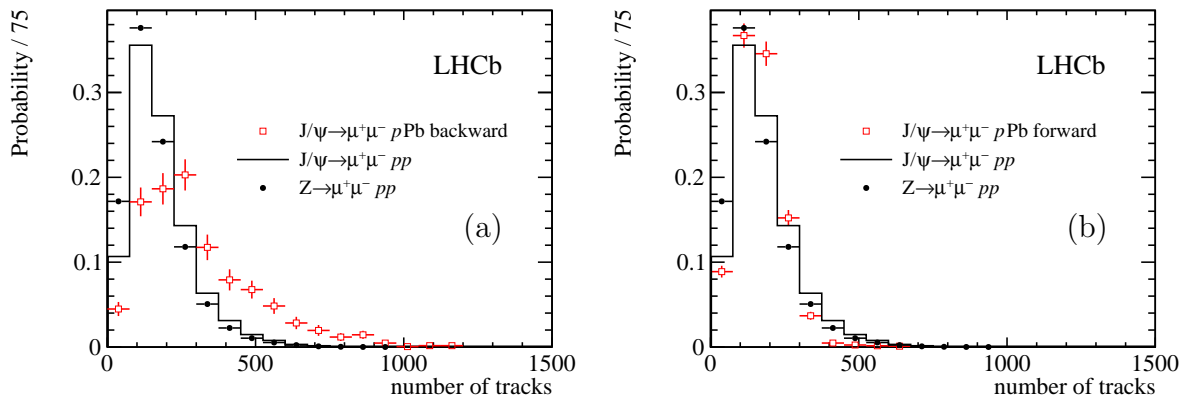 Probability / 75
0.3
0.2
0.1
0
LHCb
J/ψ→μ⁺μ⁻ pPb backward
J/ψ→μ⁺μ⁻ pp
Z→μ⁺μ⁻ pp
(a)
0 500 1000 1500
number of tracks
Probability / 75
0.3
0.2
0.1
0
LHCb
J/ψ→μ⁺μ⁻ pPb forward
J/ψ→μ⁺μ⁻ pp
Z→μ⁺μ⁻ pp
(b)
0 500 1000 1500
number of tracks